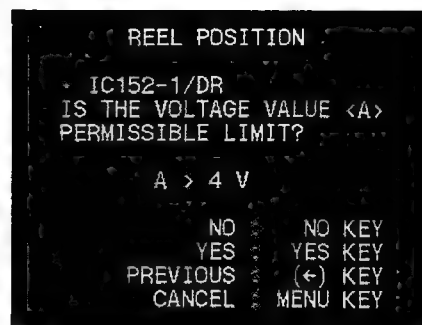 REEL POSITION
• IC152-1/DR
IS THE VOLTAGE VALUE <A>
PERMISSIBLE LIMIT?
A > 4 V
NO : NO KEY
YES : YES KEY
PREVIOUS : (←) KEY
CANCEL : MENU KEY